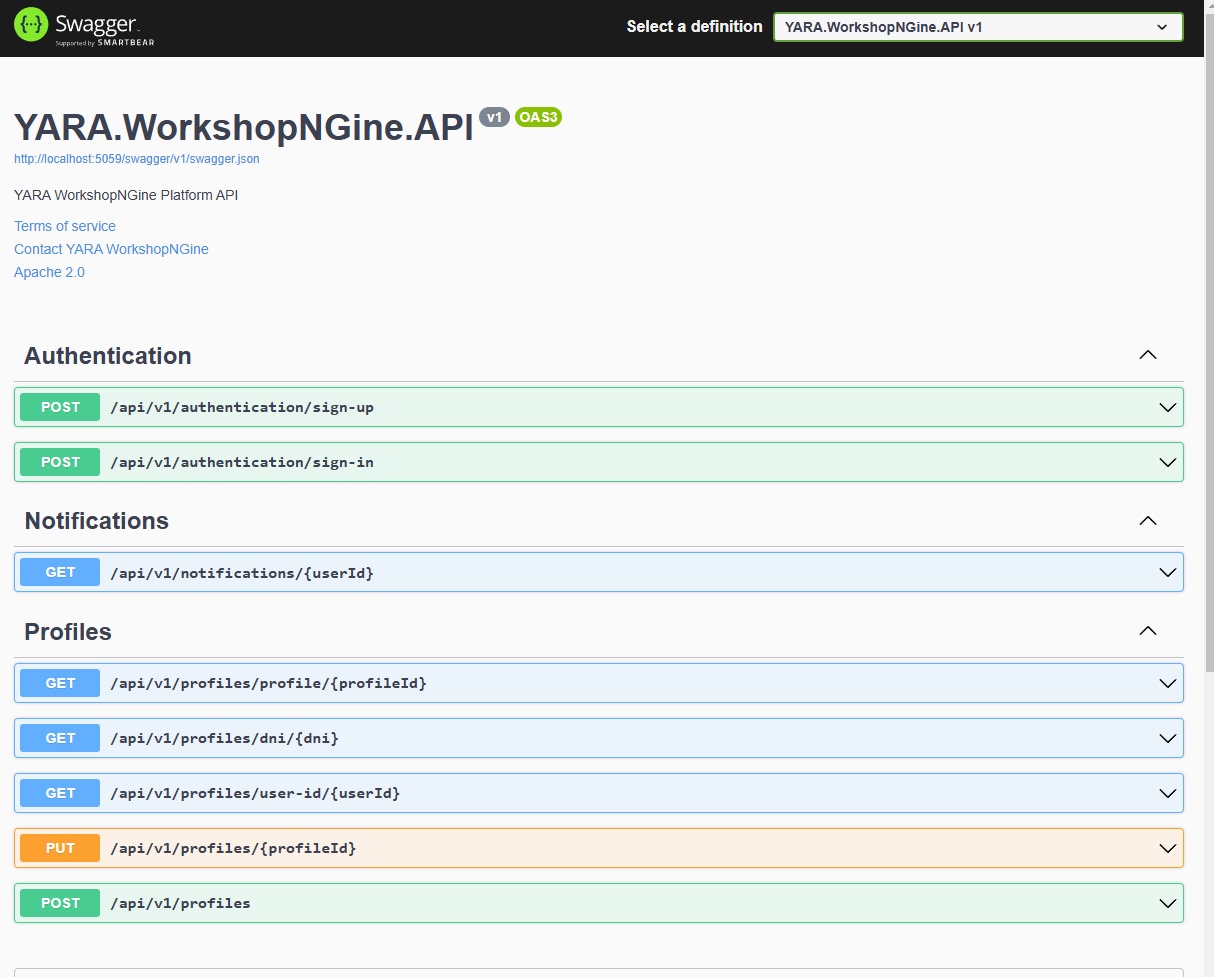 Swagger
Supported by SMARTBEAR
Select a definition
YARA.WorkshopNGine.API v1
YARA.WorkshopNGine.API v1 OAS3
http://localhost:5059/swagger/v1/swagger.json
YARA WorkshopNGine Platform API
Terms of service
Contact YARA WorkshopNGine
Apache 2.0
Authentication
POST /api/v1/authentication/sign-up
POST /api/v1/authentication/sign-in
Notifications
GET /api/v1/notifications/{userId}
Profiles
GET /api/v1/profiles/profile/{profileId}
GET /api/v1/profiles/dni/{dni}
GET /api/v1/profiles/user-id/{userId}
PUT /api/v1/profiles/{profileId}
POST /api/v1/profiles